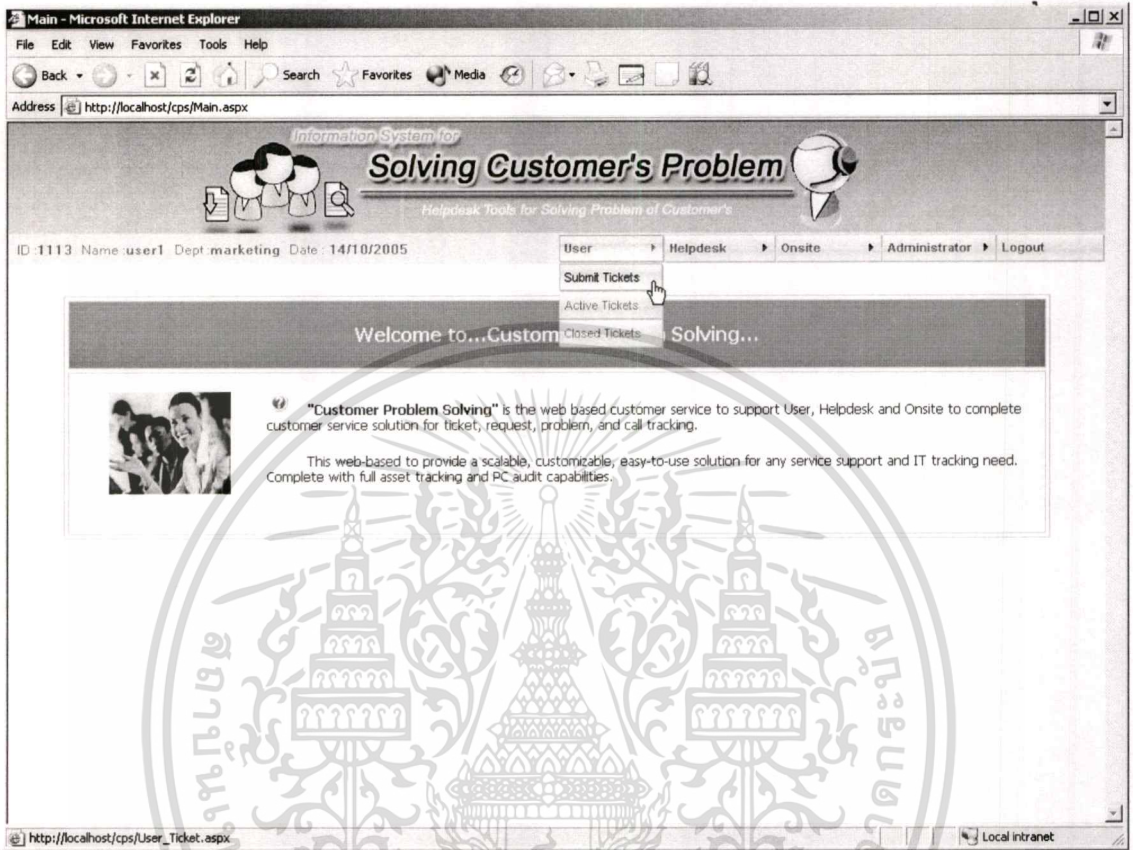 Main - Microsoft Internet Explorer
File Edit View Favorites Tools Help
Back Search Favorites Media
Address http://localhost/cps/Main.aspx
Information System for
Solving Customer's Problem
Helpdesk Tools for Solving Problem of Customer's
ID :1113 Name :user1 Dept :marketing Date : 14/10/2005
User Helpdesk Onsite Administrator Logout
Submit Tickets
Active Tickets
Closed Tickets
Welcome to...Custom Solving...
"Customer Problem Solving" is the web based customer service to support User, Helpdesk and Onsite to complete
customer service solution for ticket, request, problem, and call tracking.
This web-based to provide a scalable, customizable, easy-to-use solution for any service support and IT tracking need.
Complete with full asset tracking and PC audit capabilities.
http://localhost/cps/User_Ticket.aspx
Local intranet